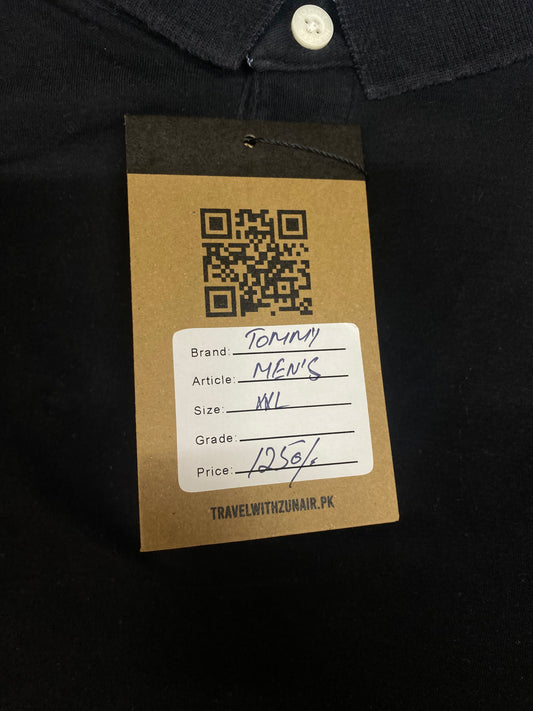 Brand: TOMMY
Article: MEN'S
Size: XXL
Grade:
Price: 1250/.
TRAVELWITHZUNAIR.PK